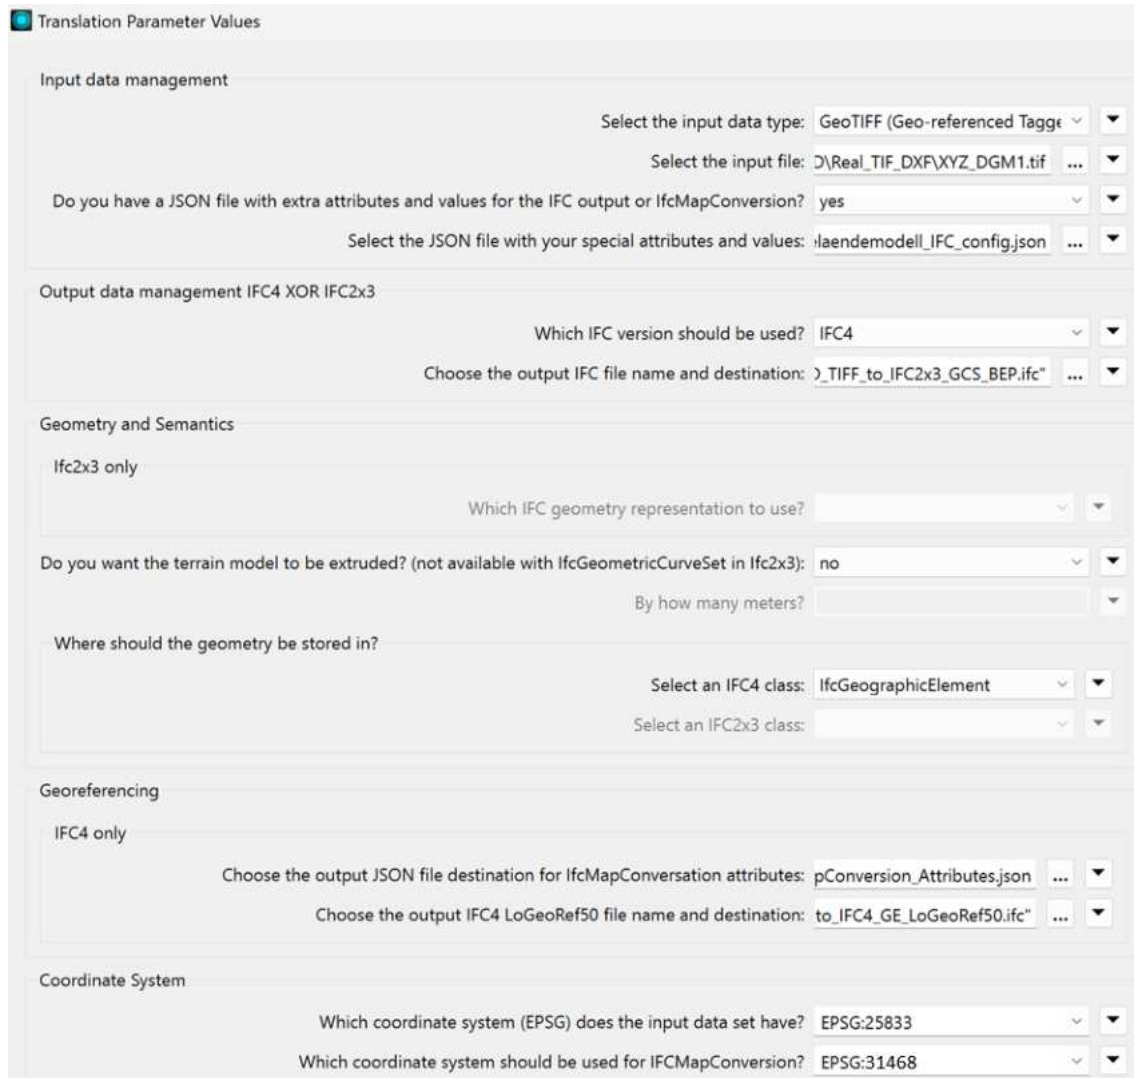 Translation Parameter Values
Input data management
Select the input data type: GeoTIFF (Geo-referenced Tagge
Select the input file: D\Real_TIF_DXF\XYZ_DGM1.tif ...
Do you have a JSON file with extra attributes and values for the IFC output or IfcMapConversion? yes
Select the JSON file with your special attributes and values: elaendemodell_IFC_config.json ...
Output data management IFC4 XOR IFC2x3
Which IFC version should be used? IFC4
Choose the output IFC file name and destination: D_TIFF_to_IFC2x3_GCS_BEP.ifc" ...
Geometry and Semantics
Ifc2x3 only
Which IFC geometry representation to use?
Do you want the terrain model to be extruded? (not available with IfcGeometricCurveSet in Ifc2x3): no
By how many meters?
Where should the geometry be stored in?
Select an IFC4 class: IfcGeographicElement
Select an IFC2x3 class:
Georeferencing
IFC4 only
Choose the output JSON file destination for IfcMapConversation attributes: pConversion_Attributes.json ...
Choose the output IFC4 LoGeoRef50 file name and destination: to_IFC4_GE_LoGeoRef50.ifc" ...
Coordinate System
Which coordinate system (EPSG) does the input data set have? EPSG:25833
Which coordinate system should be used for IFCMapConversion? EPSG:31468